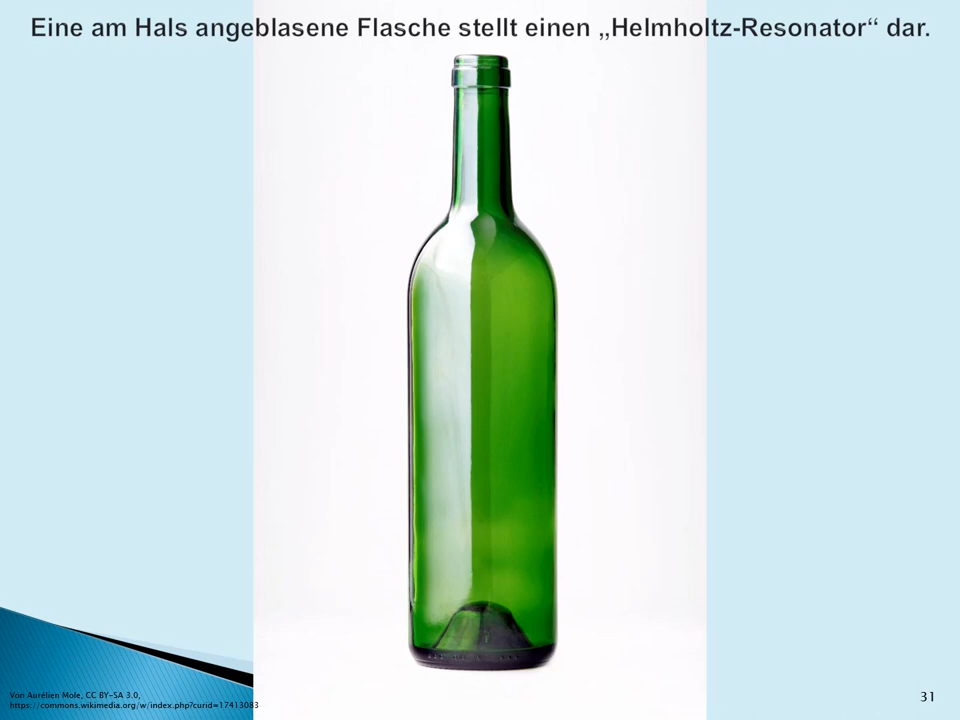 Eine am Hals angeblasene Flasche stellt einen „Helmholtz-Resonator“ dar.
Von Aurélien Mole, CC BY-SA 3.0,
https://commons.wikimedia.org/w/index.php?curid=17413083
31